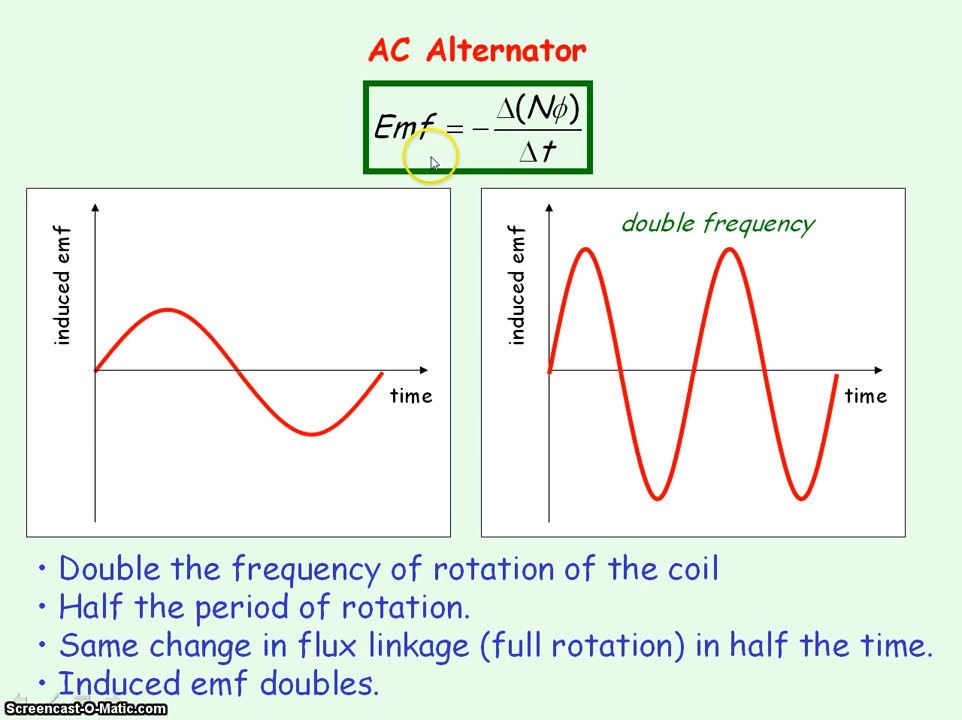 AC Alternator
Emf = - Δ(Nϕ) / Δt
induced emf
time
double frequency
induced emf
time
• Double the frequency of rotation of the coil
• Half the period of rotation.
• Same change in flux linkage (full rotation) in half the time.
• Induced emf doubles.
Screencast-O-Matic.com